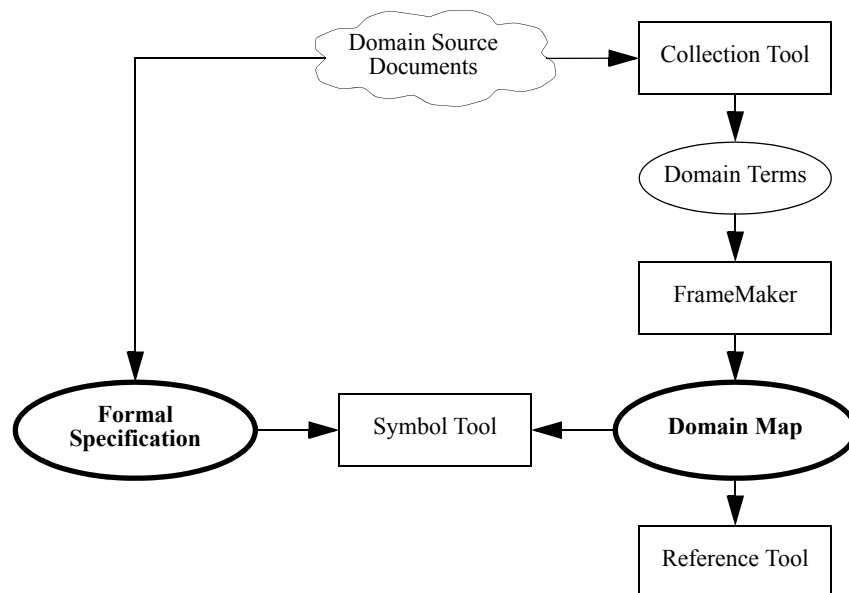 Domain Source
Documents
Collection Tool
Domain Terms
FrameMaker
Formal
Specification
Symbol Tool
Domain Map
Reference Tool